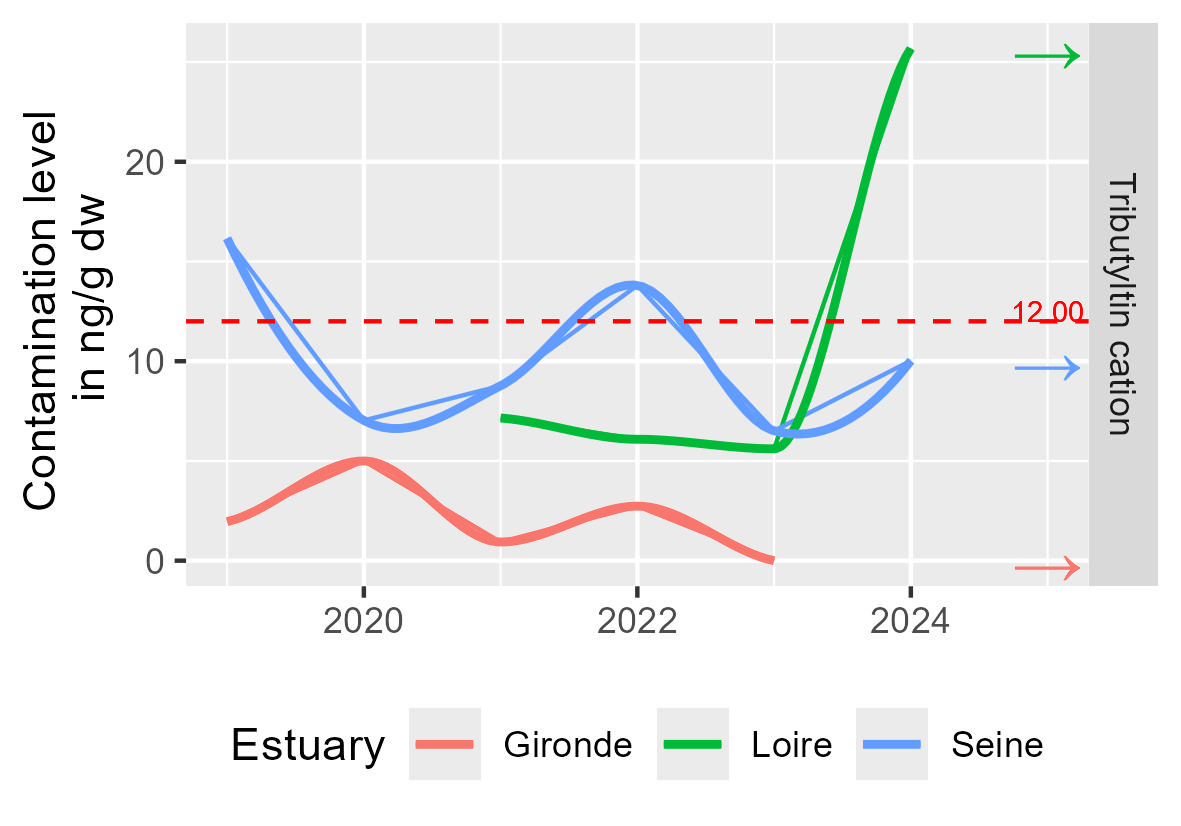 Contamination level
in ng/g dw
20
10
0
12.00
Tributyltin cation
2020
2022
2024
Estuary
Gironde
Loire
Seine